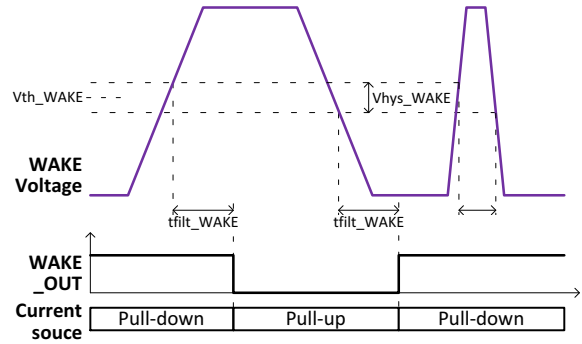 Vth_WAKE
Vhys_WAKE
WAKE
Voltage
tfilt_WAKE
tfilt_WAKE
WAKE
_OUT
Current
souce
Pull-down
Pull-up
Pull-down